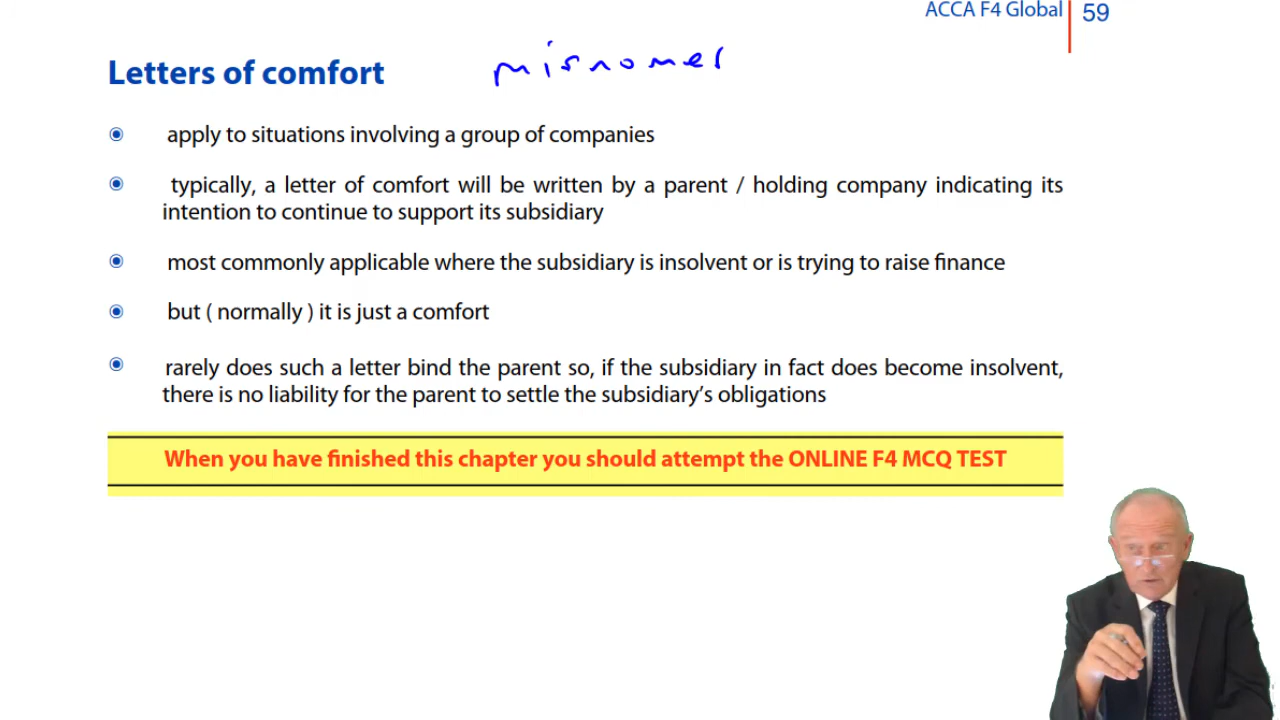 ACCA F4 Global 59
Letters of comfort misnomer
apply to situations involving a group of companies
typically, a letter of comfort will be written by a parent / holding company indicating its
intention to continue to support its subsidiary
most commonly applicable where the subsidiary is insolvent or is trying to raise finance
but ( normally ) it is just a comfort
rarely does such a letter bind the parent so, if the subsidiary in fact does become insolvent,
there is no liability for the parent to settle the subsidiary’s obligations
When you have finished this chapter you should attempt the ONLINE F4 MCQ TEST